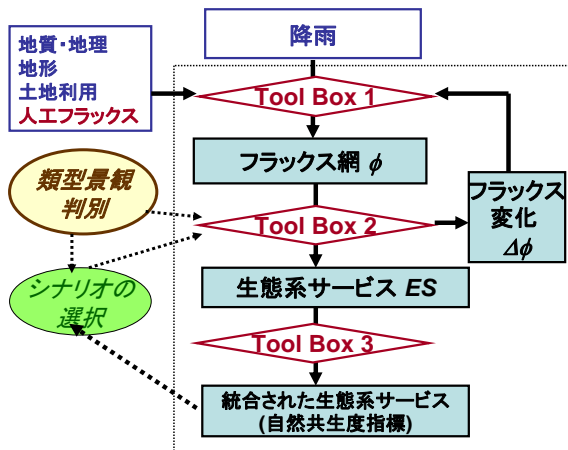 降雨
地質・地理
地形
土地利用
人工フラックス
Tool Box 1
フラックス網 ϕ
類型景観
判別
Tool Box 2
フラックス
変化
Δϕ
シナリオの
選択
生態系サービス ES
Tool Box 3
統合された生態系サービス
(自然共生度指標)